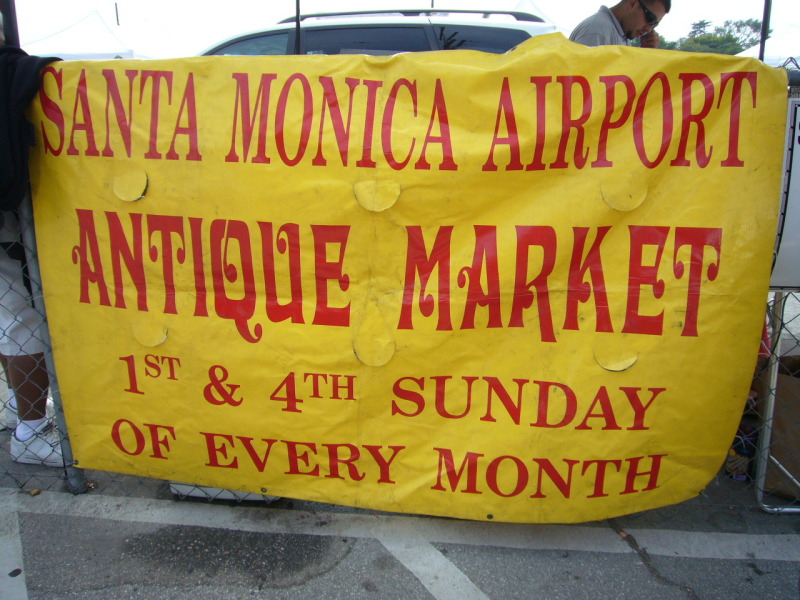 SANTA MONICA AIRPORT
ANTIQUE MARKET
1ST & 4TH SUNDAY
OF EVERY MONTH